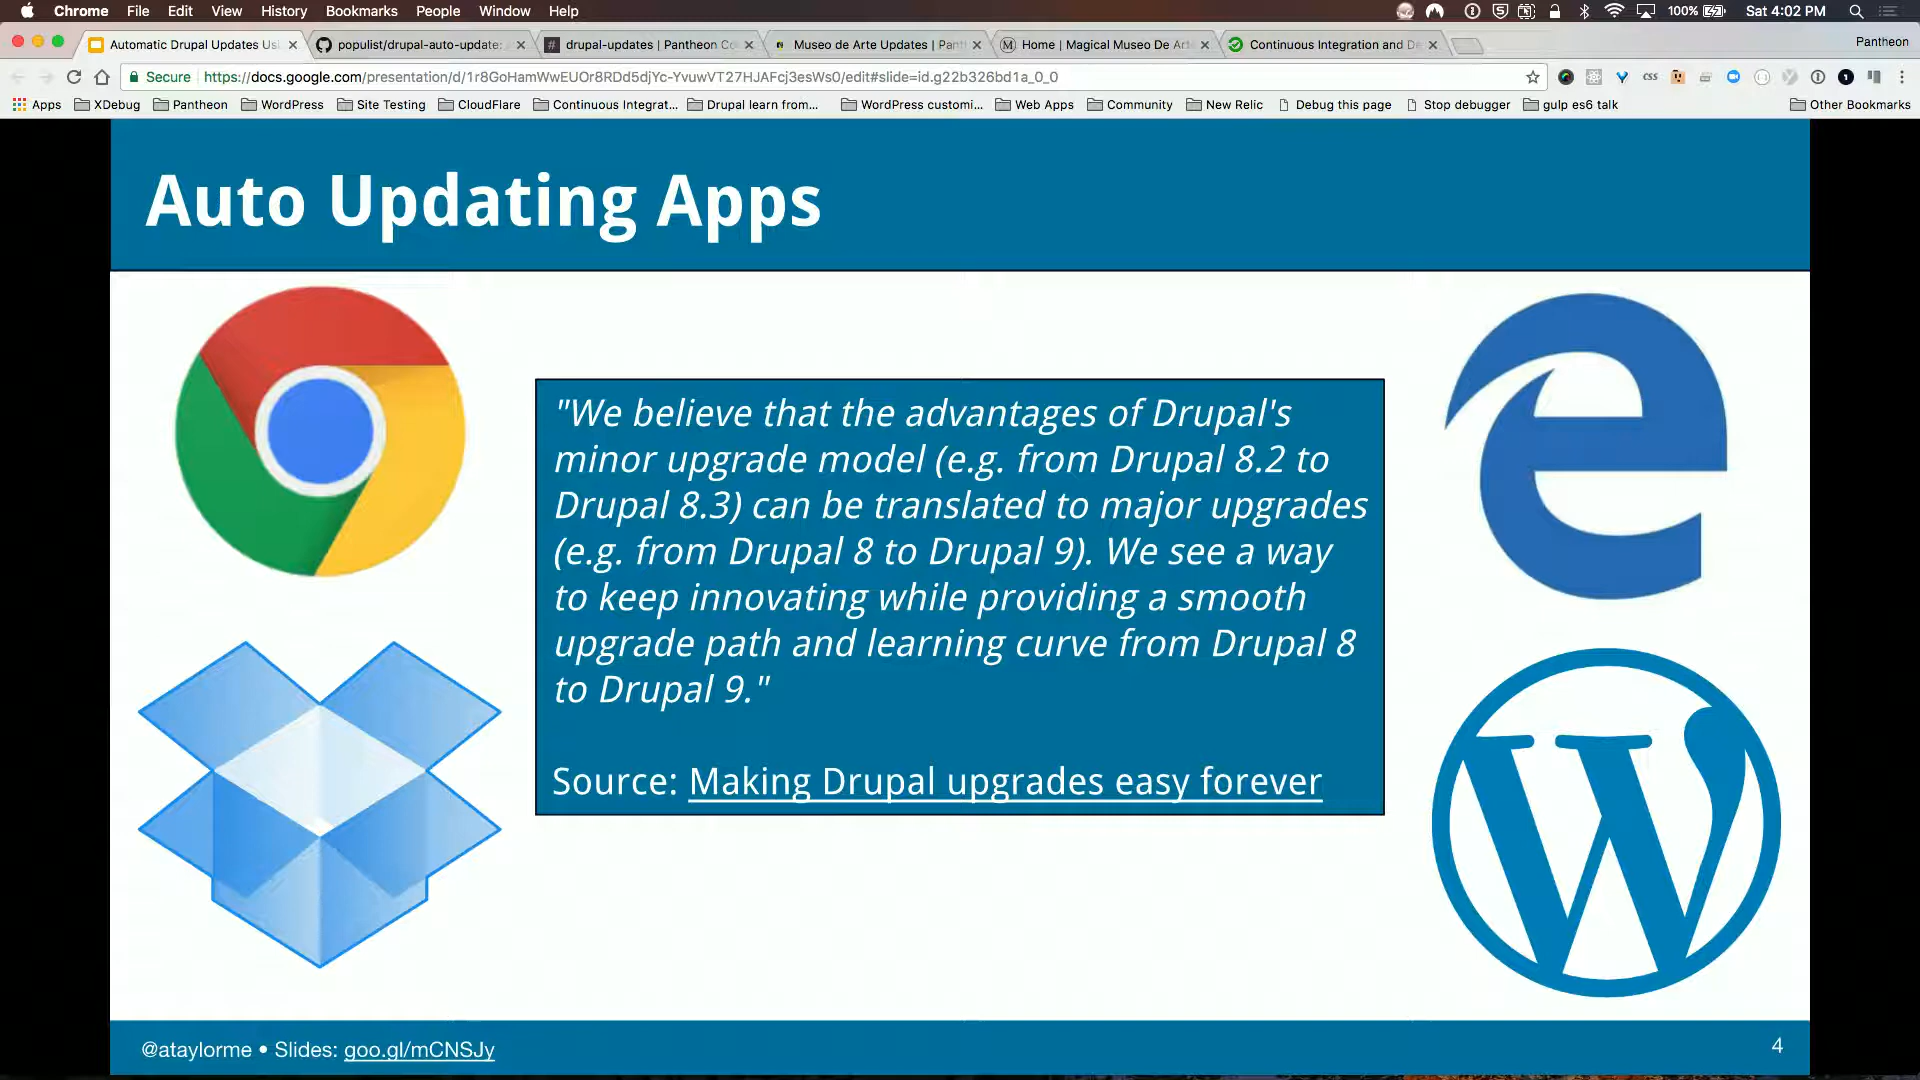 Chrome File Edit View History Bookmarks People Window Help 100% Sat 4:02 PM
Automatic Drupal Updates Us populist/drupal-auto-update: drupal-updates | Pantheon Co Museo de Arte Updates | Pant Home | Magical Museo De Art Continuous Integration and De Pantheon
Secure https://docs.google.com/presentation/d/1r8GoHamWwEUOr8RDd5djYc-YvuwVT27HJAFcj3esWs0/edit#slide=id.g22b326bd1a_0_0
Apps XDebug Pantheon WordPress Site Testing CloudFlare Continuous Integrat... Drupal learn from... WordPress customi... Web Apps Community New Relic Debug this page Stop debugger gulp es6 talk Other Bookmarks
Auto Updating Apps
"We believe that the advantages of Drupal's
minor upgrade model (e.g. from Drupal 8.2 to
Drupal 8.3) can be translated to major upgrades
(e.g. from Drupal 8 to Drupal 9). We see a way
to keep innovating while providing a smooth
upgrade path and learning curve from Drupal 8
to Drupal 9."
Source: Making Drupal upgrades easy forever
@ataylorme • Slides: goo.gl/mCNSJy
4